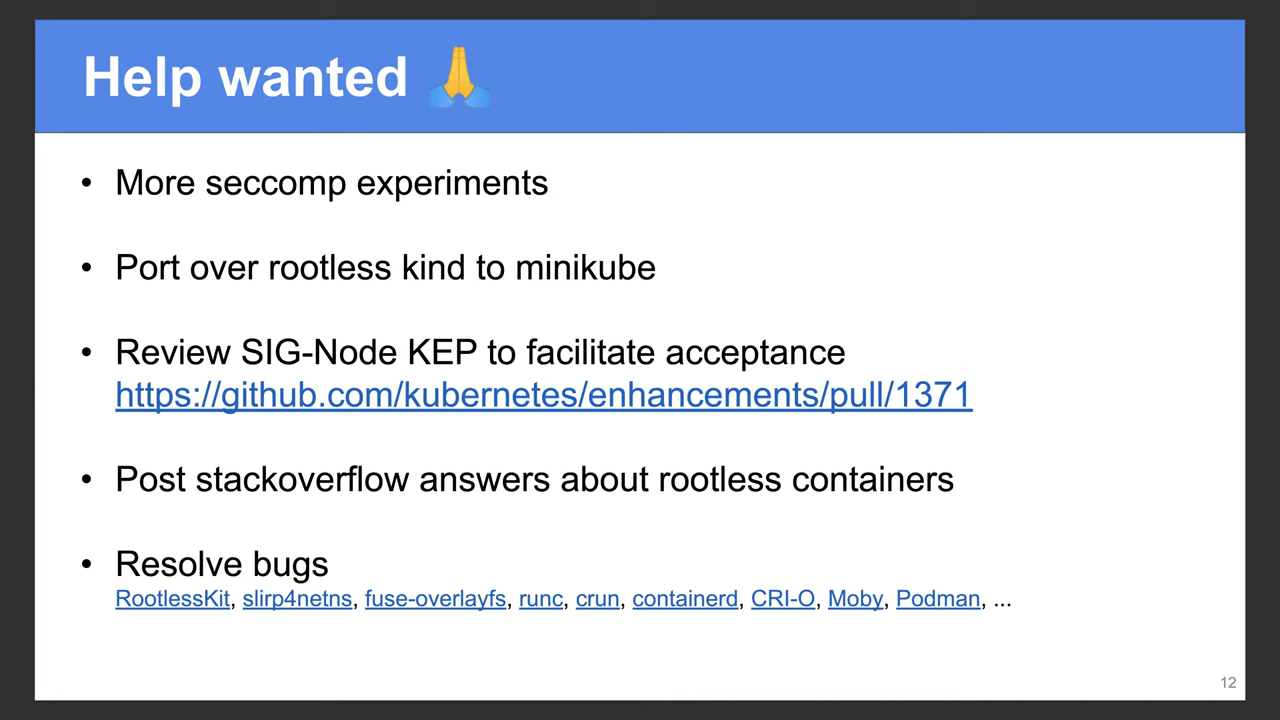 Help wanted 🙏
• More seccomp experiments
• Port over rootless kind to minikube
• Review SIG-Node KEP to facilitate acceptance
https://github.com/kubernetes/enhancements/pull/1371
• Post stackoverflow answers about rootless containers
• Resolve bugs
RootlessKit, slirp4netns, fuse-overlayfs, runc, crun, containerd, CRI-O, Moby, Podman, ...
12